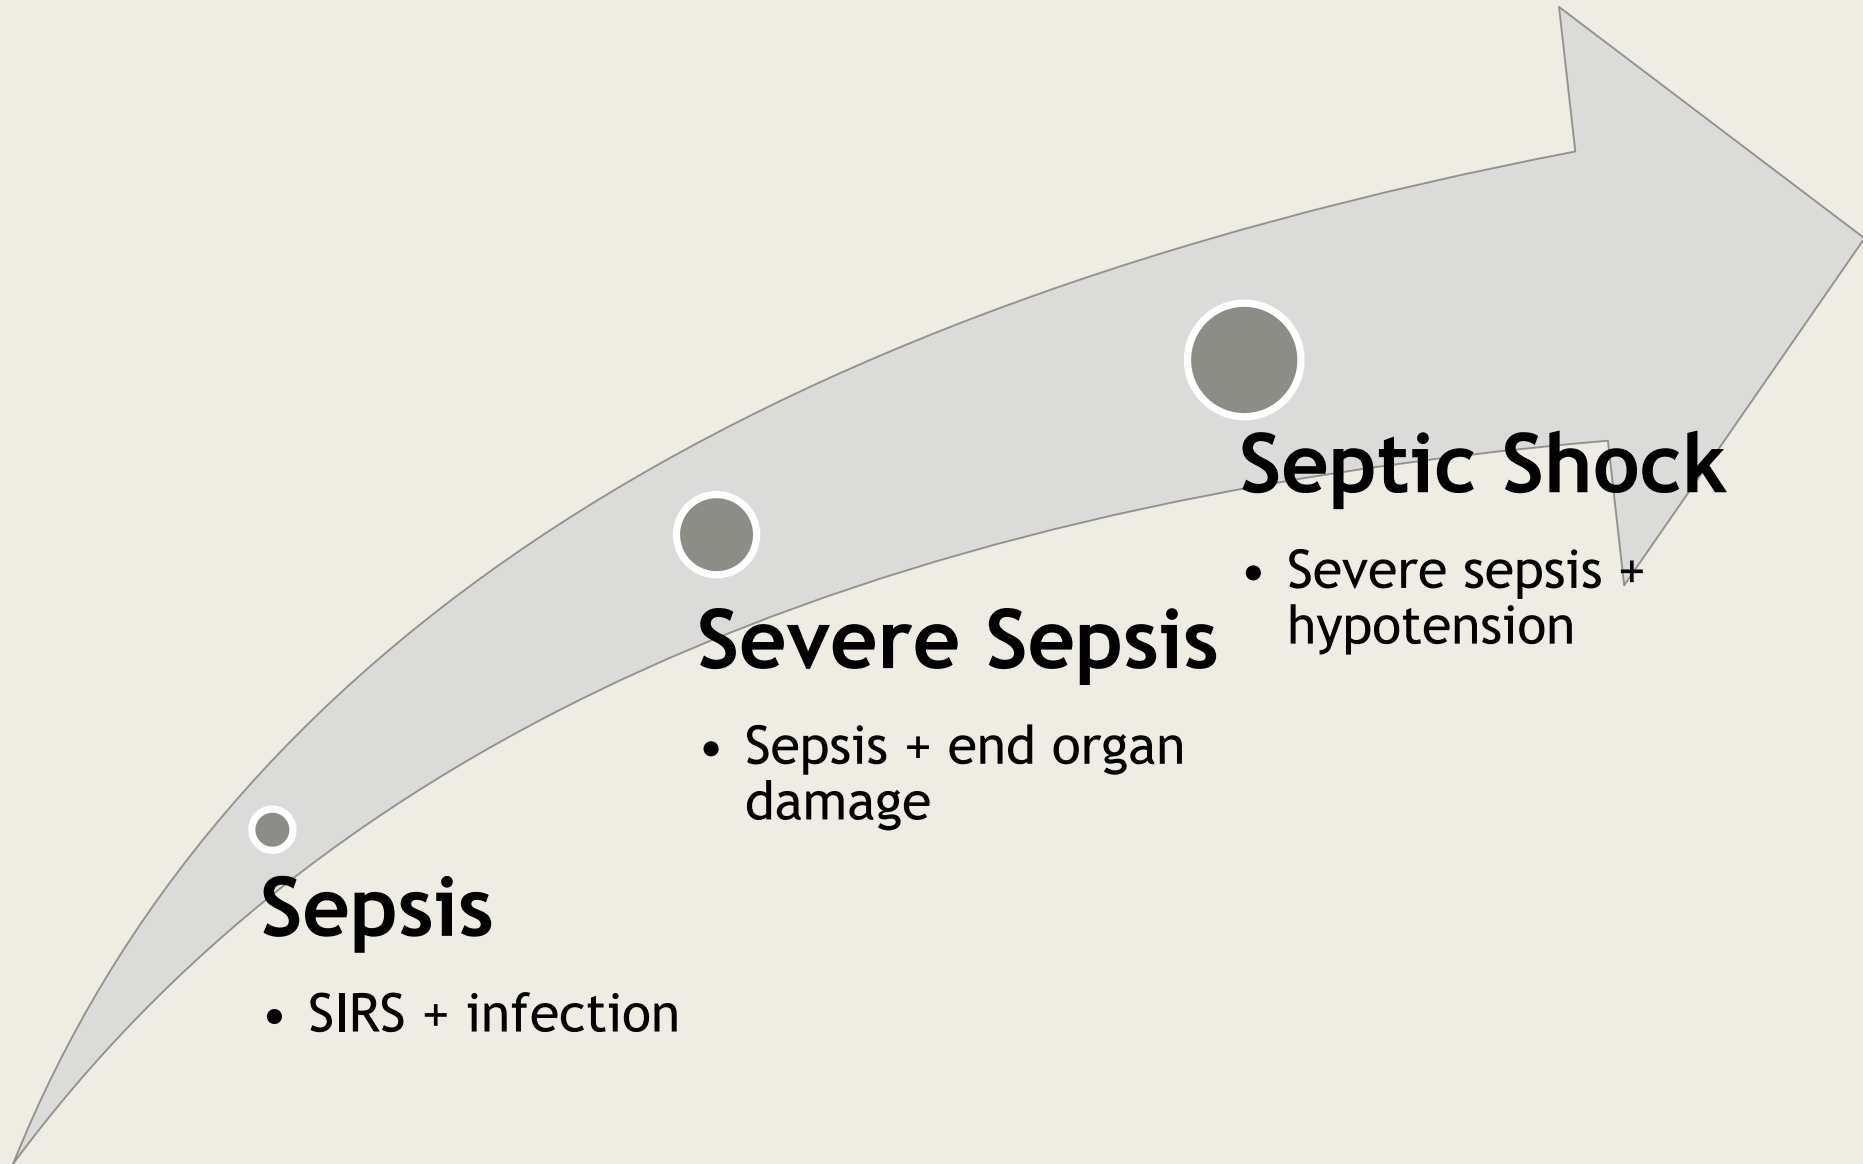 Sepsis
• SIRS + infection
Severe Sepsis
• Sepsis + end organ
damage
Septic Shock
• Severe sepsis +
hypotension